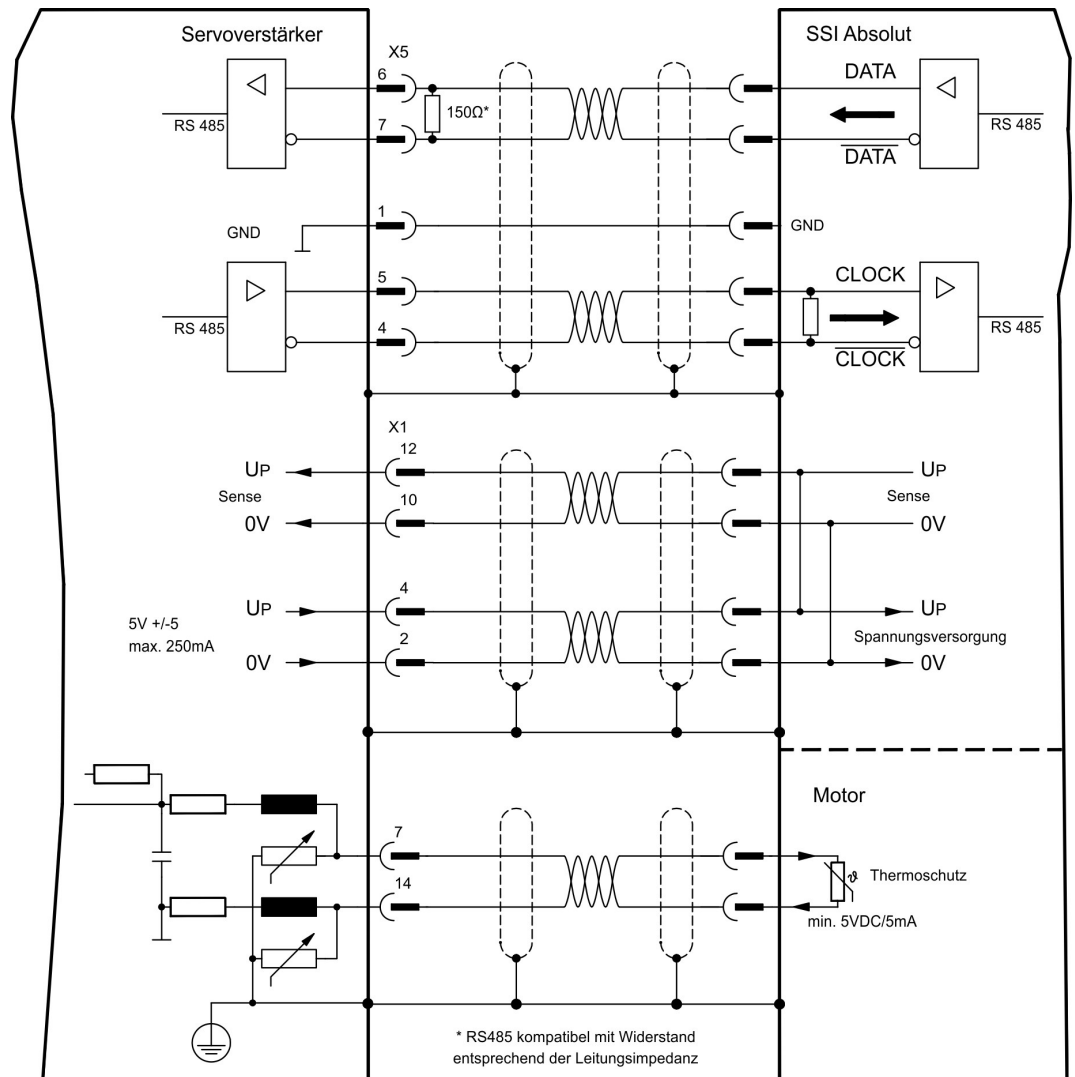 Servoverstärker
SSI Absolut
X5
6
DATA
150Ω*
RS 485
RS 485
7
DATA
1
GND
GND
5
CLOCK
RS 485
RS 485
4
CLOCK
X1
12
UP
UP
Sense
Sense
10
0V
0V
4
UP
UP
5V +/-5
max. 250mA
Spannungsversorgung
2
0V
0V
Motor
7
14
ϑ
Thermoschutz
min. 5VDC/5mA
* RS485 kompatibel mit Widerstand
entsprechend der Leitungsimpedanz